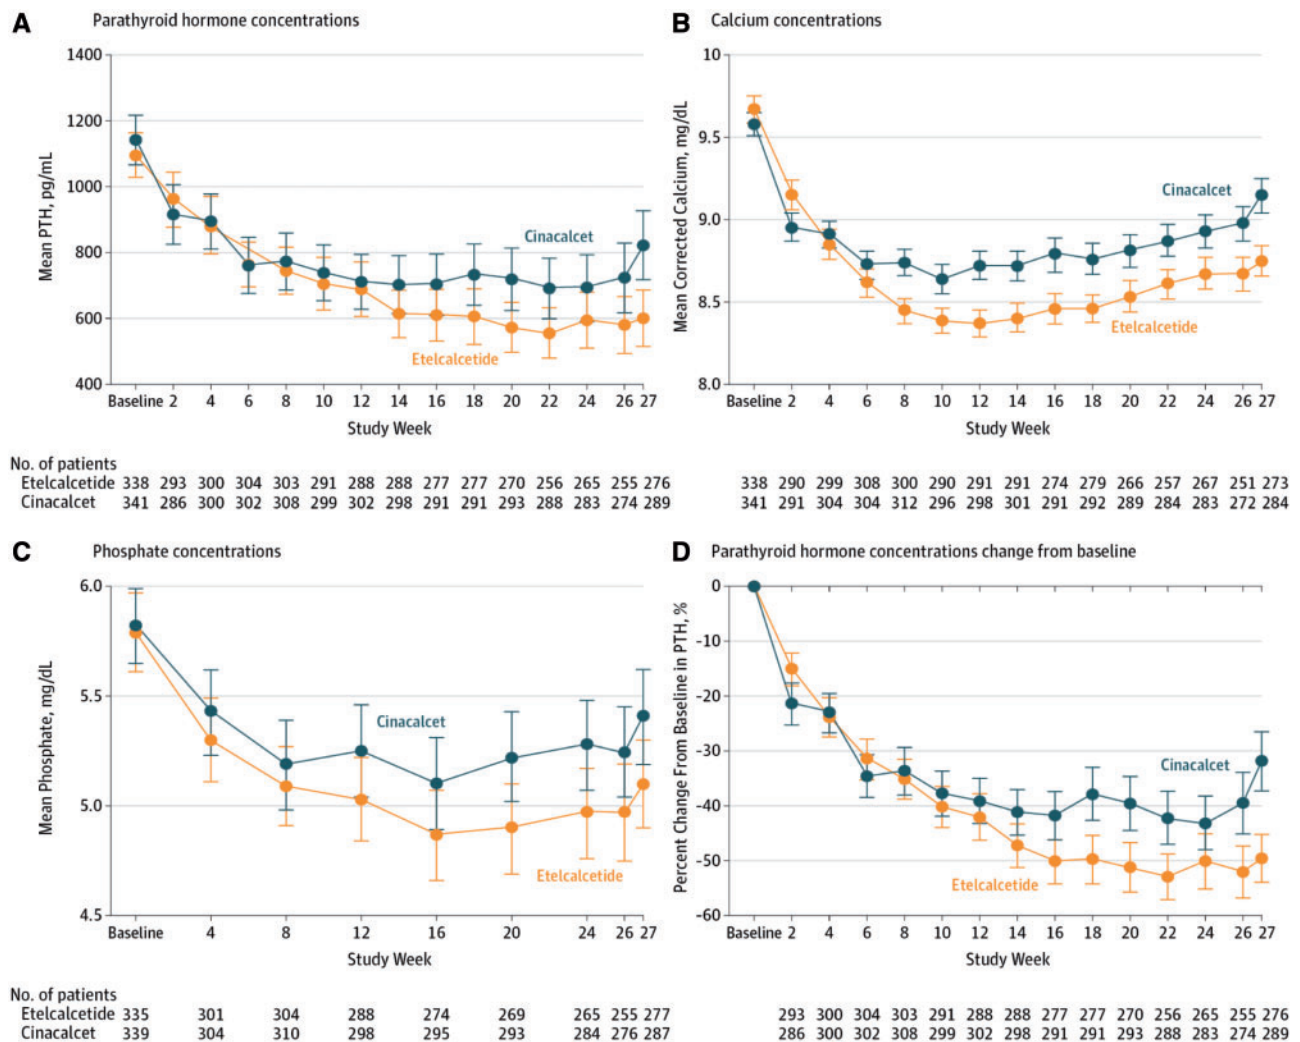 A Parathyroid hormone concentrations
1400
1200
1000
800
600
400
Mean PTH, pg/mL
Cinacalcet
Etelcalcetide
Baseline 2 4 6 8 10 12 14 16 18 20 22 24 26 27
Study Week
No. of patients
Etelcalcetide 338 293 300 304 303 291 288 288 277 277 270 256 265 255 276
Cinacalcet 341 286 300 302 308 299 302 298 291 291 293 288 283 274 289
B Calcium concentrations
10
9.5
9.0
8.5
8.0
Mean Corrected Calcium, mg/dL
Cinacalcet
Etelcalcetide
Baseline 2 4 6 8 10 12 14 16 18 20 22 24 26 27
Study Week
338 290 299 308 300 290 291 291 274 279 266 257 267 251 273
341 291 304 304 312 296 298 301 291 292 289 284 283 272 284
C Phosphate concentrations
6.0
5.5
5.0
4.5
Mean Phosphate, mg/dL
Cinacalcet
Etelcalcetide
Baseline 4 8 12 16 20 24 26 27
Study Week
No. of patients
Etelcalcetide 335 301 304 288 274 269 265 255 277
Cinacalcet 339 304 310 298 295 293 284 276 287
D Parathyroid hormone concentrations change from baseline
0
-10
-20
-30
-40
-50
-60
Percent Change From Baseline in PTH, %
Cinacalcet
Etelcalcetide
Baseline 2 4 6 8 10 12 14 16 18 20 22 24 26 27
Study Week
293 300 304 303 291 288 288 277 277 270 256 265 255 276
286 300 302 308 299 302 298 291 291 293 288 283 274 289